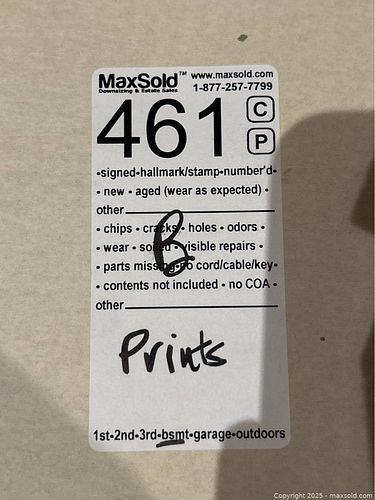 MaxSold™ www.maxsold.com
Downsizing & Estate Sales 1-877-257-7799
461 C
P
•signed•hallmark/stamp•number'd•
• new • aged (wear as expected) •
other
• chips • cracks • holes • odors •
• wear • soiled • visible repairs •
B
• parts missing•no cord/cable/key•
• contents not included • no COA •
other
Prints
1st•2nd•3rd•bsmt•garage•outdoors
Copyright 2025 - maxsold.com